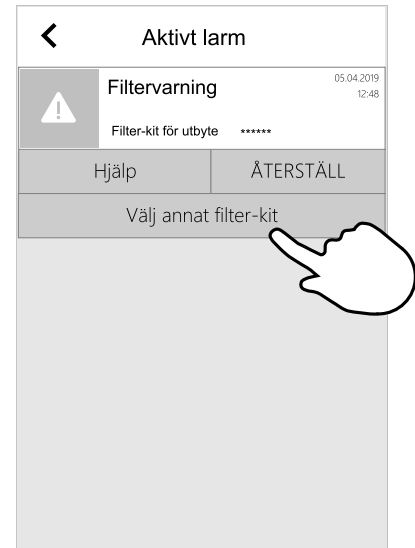 Aktivt larm
Filtervarning
05.04.2019
12:48
Filter-kit för utbyte ******
Hjälp
ÅTERSTÄLL
Välj annat filter-kit